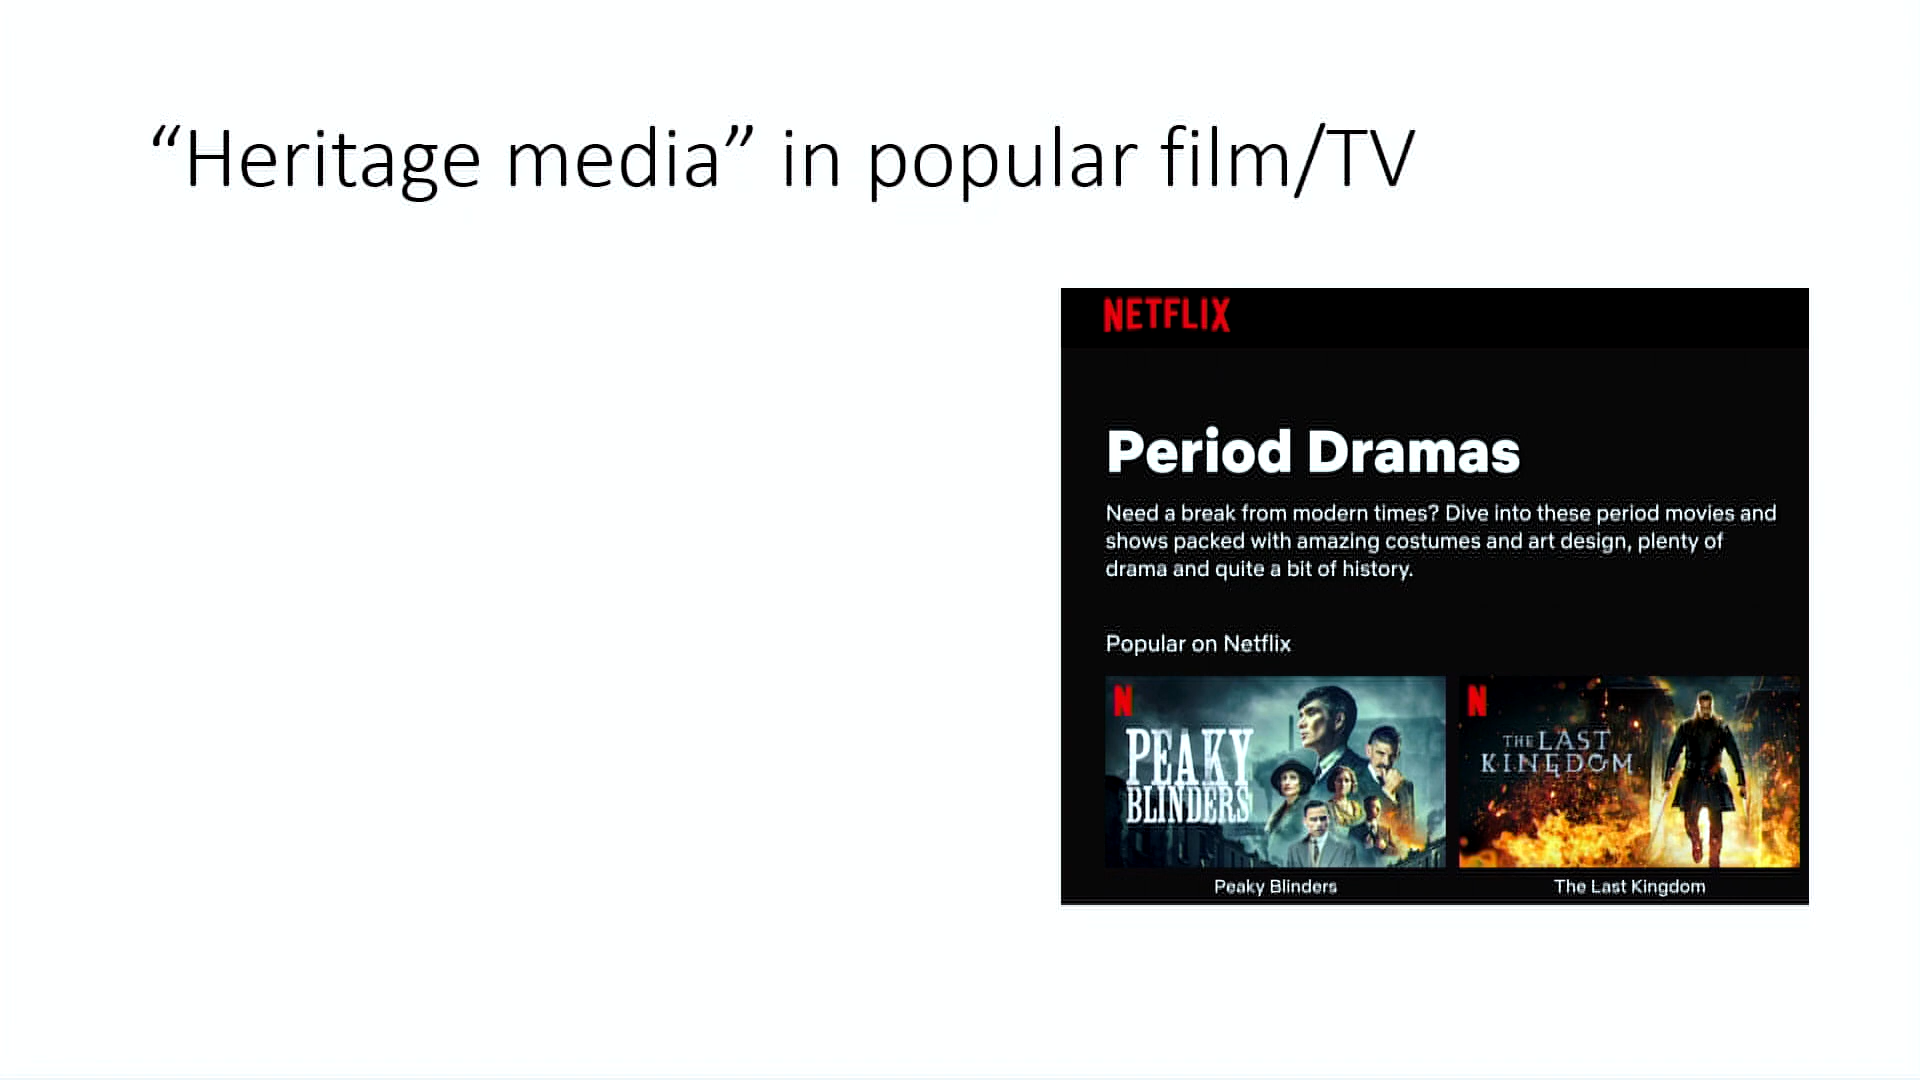 “Heritage media” in popular film/TV
NETFLIX
Period Dramas
Need a break from modern times? Dive into these period movies and
shows packed with amazing costumes and art design, plenty of
drama and quite a bit of history.
Popular on Netflix
N
PEAKY
BLINDERS
N
THE LAST
KINGDOM
Peaky Blinders
The Last Kingdom